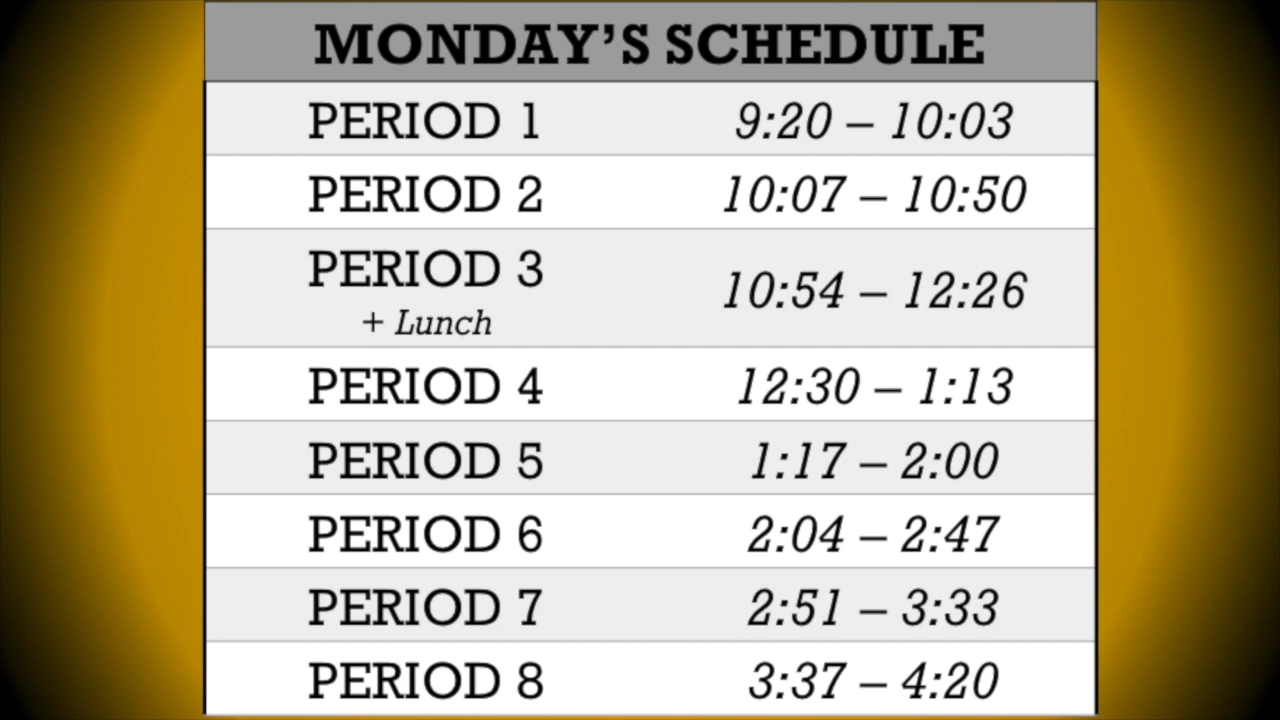 MONDAY'S SCHEDULE
PERIOD 1 9:20 – 10:03
PERIOD 2 10:07 – 10:50
PERIOD 3 10:54 – 12:26
+ Lunch
PERIOD 4 12:30 – 1:13
PERIOD 5 1:17 – 2:00
PERIOD 6 2:04 – 2:47
PERIOD 7 2:51 – 3:33
PERIOD 8 3:37 – 4:20